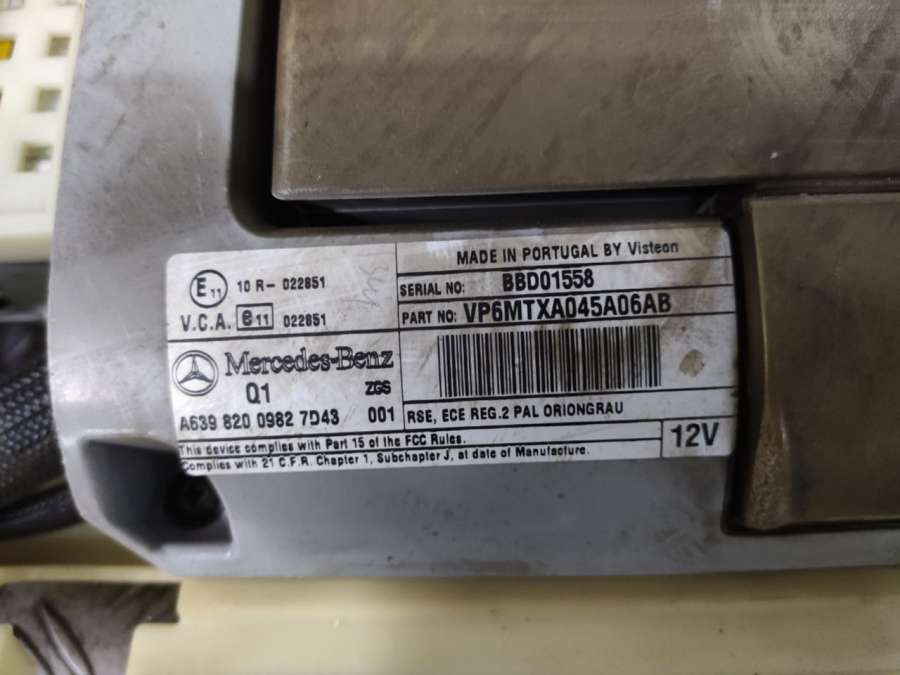 E11 10 R- 022851
V.C.A. e11 022851
MADE IN PORTUGAL BY Visteon
SERIAL NO: BBD01558
PART NO: VP6MTXA045A06AB
Mercedes-Benz
Q1 ZGS
A639 820 0982 7D43 001
RSE, ECE REG.2 PAL ORIONGRAU
This device complies with Part 15 of the FCC Rules.
Complies with 21 C.F.R. Chapter 1, Subchapter J, at date of Manufacture.
12V